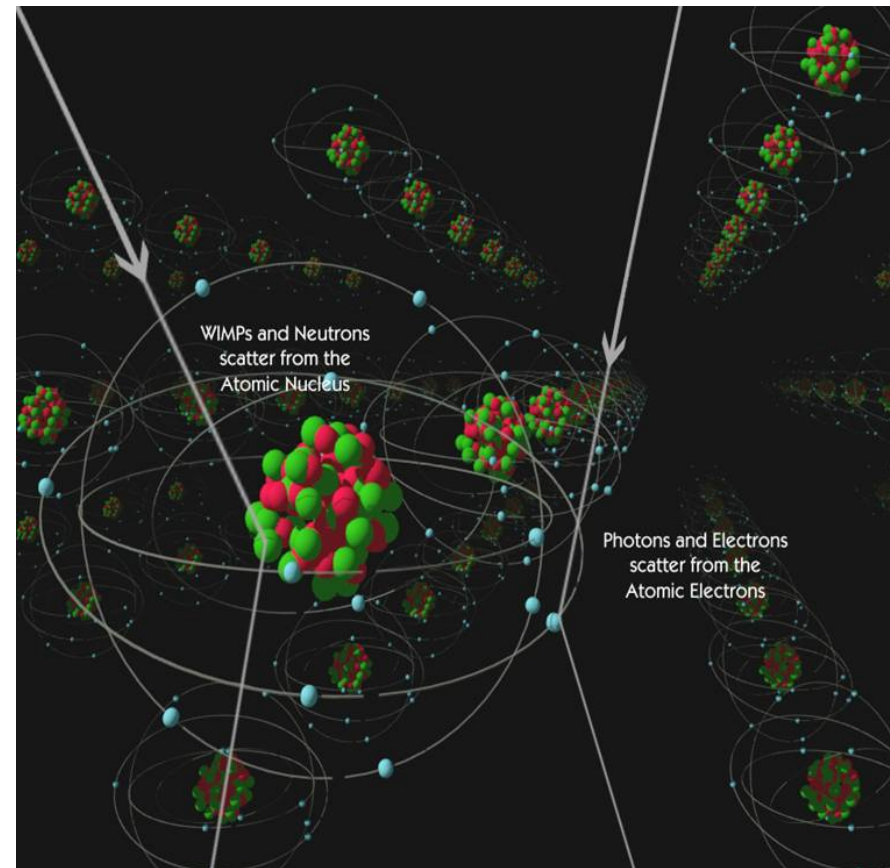 WIMPs and Neutrons
scatter from the
Atomic Nucleus
Photons and Electrons
scatter from the
Atomic Electrons